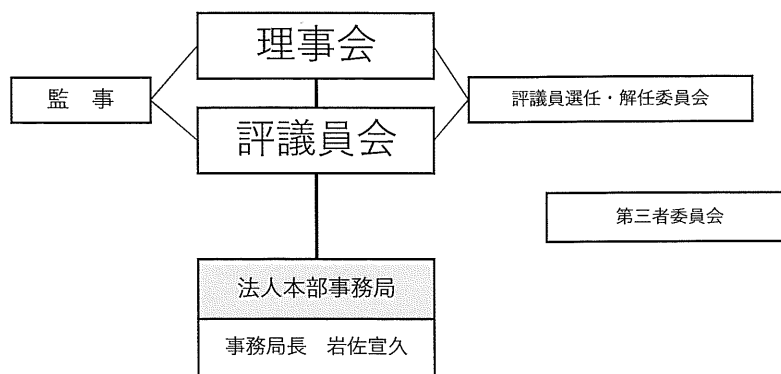 理事会
監　事
評議員選任・解任委員会
評議員会
第三者委員会
法人本部事務局
事務局長　岩佐宣久